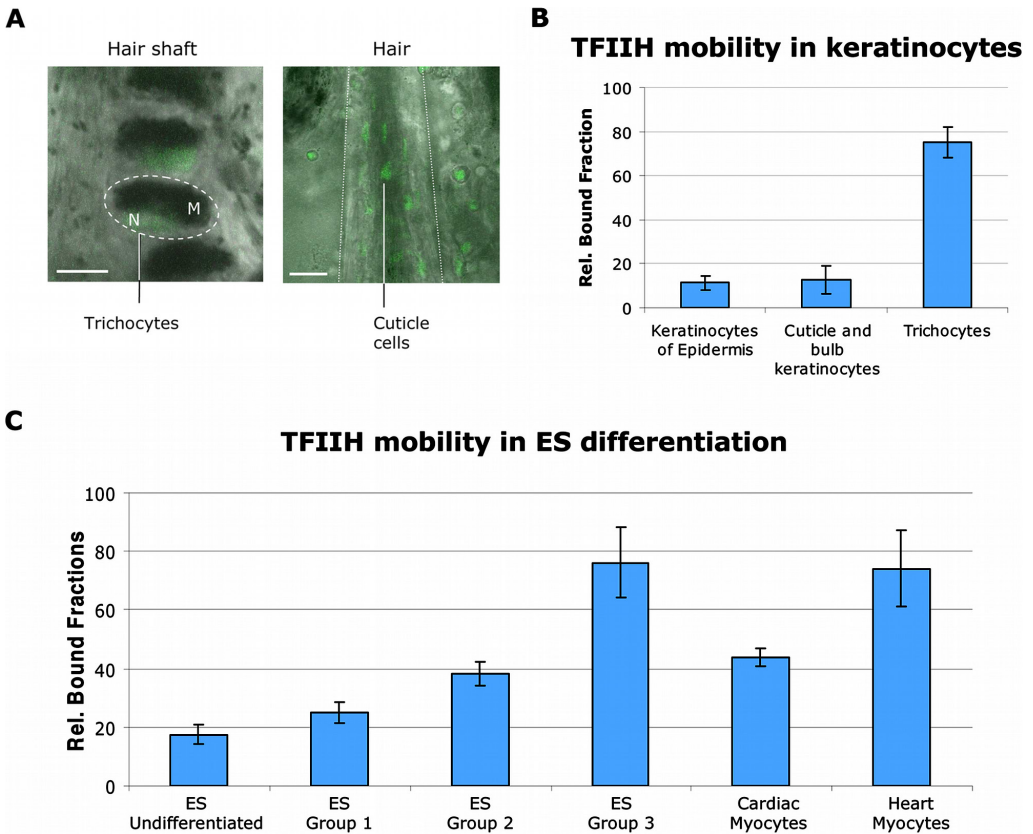 A
Hair shaft
Hair
N
M
Trichocytes
Cuticle
cells
B
TFIIH mobility in keratinocytes
Rel. Bound Fraction
100
80
60
40
20
0
Keratinocytes
of Epidermis
Cuticle and
bulb
keratinocytes
Trichocytes
C
TFIIH mobility in ES differentiation
Rel. Bound Fractions
100
80
60
40
20
0
ES
Undifferentiated
ES
Group 1
ES
Group 2
ES
Group 3
Cardiac
Myocytes
Heart
Myocytes